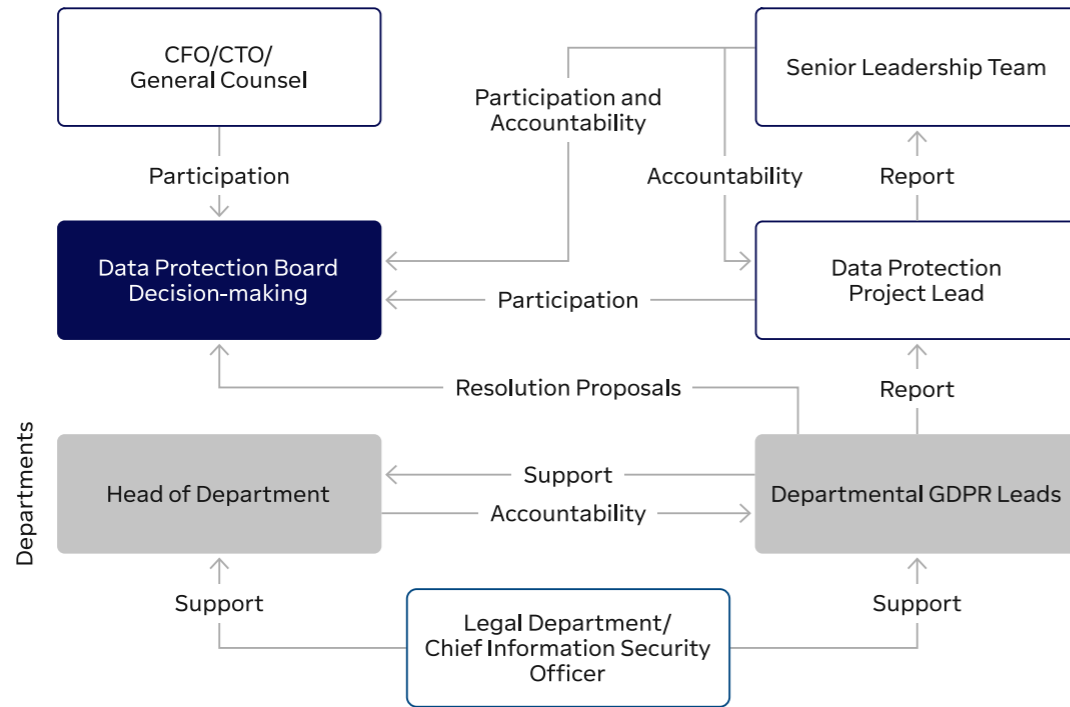 CFO/CTO/
General Counsel
Senior Leadership Team
Participation and
Accountability
Participation
Accountability
Report
Data Protection Board
Decision-making
Data Protection
Project Lead
Participation
Resolution Proposals
Report
Departments
Head of Department
Support
Accountability
Departmental GDPR Leads
Support
Legal Department/
Chief Information Security
Officer
Support